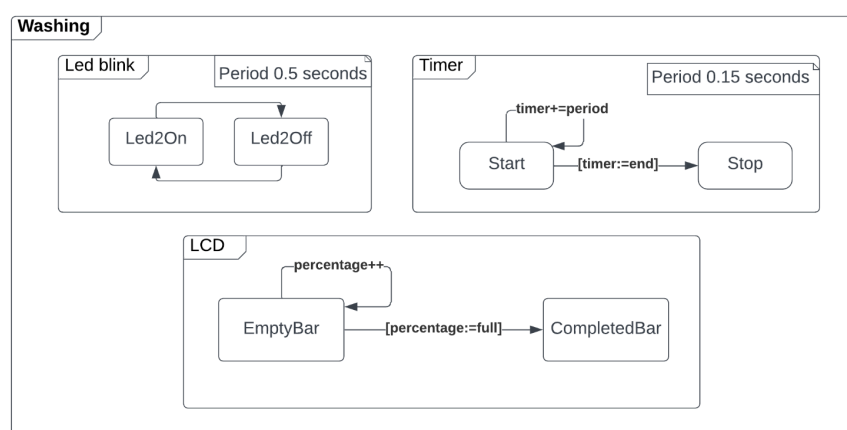 Washing
Led blink
Period 0.5 seconds
Led2On
Led2Off
Timer
Period 0.15 seconds
timer+=period
Start
[timer:=end]
Stop
LCD
percentage++
EmptyBar
[percentage:=full]
CompletedBar